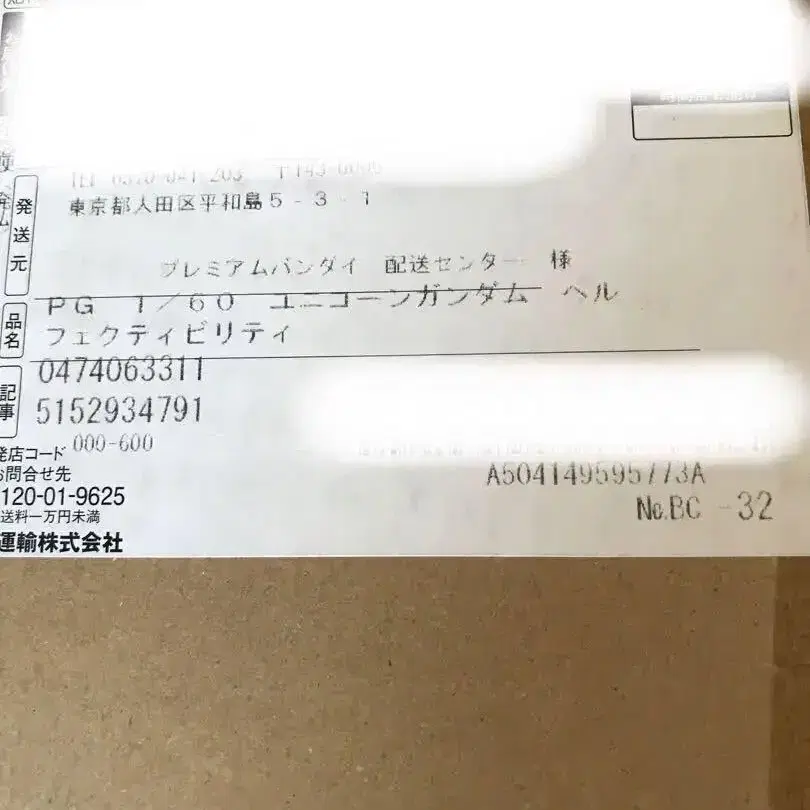 東京都大田区平和島5-3-1
発送元
プレミアムバンダイ 配送センター 様
品名
PG 1/60 ユニコーンガンダム ペル
フェクティビリティ
記事
0474063311
5152934791
発店コード 000-600
お問合せ先
120-01-9625
送料一万円未満
運輸株式会社
A504149595773A
No.BC -32